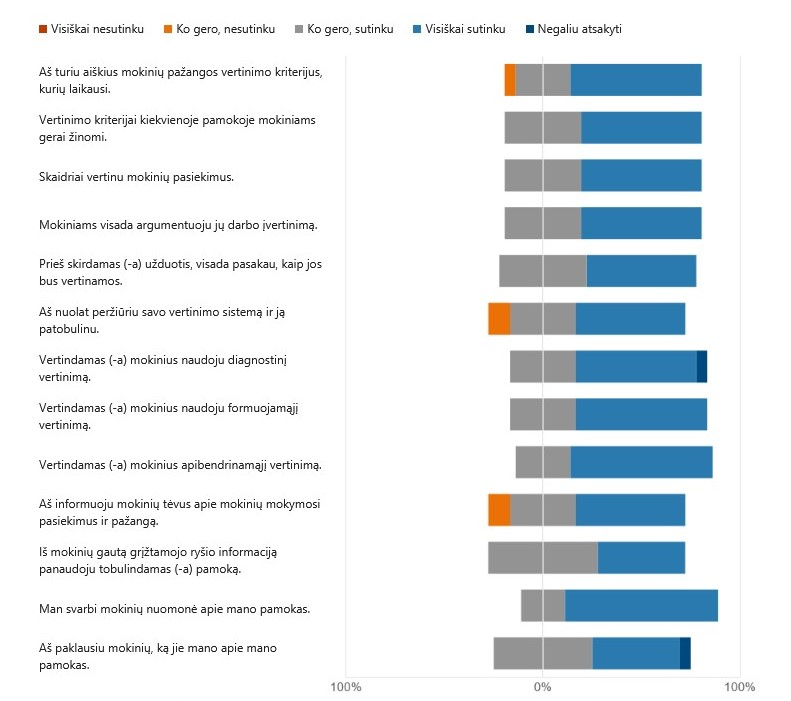 Visiškai nesutinku Ko gero, nesutinku Ko gero, sutinku Visiškai sutinku Negaliu atsakyti
Aš turiu aiškius mokinių pažangos vertinimo kriterijus,
kurių laikausi.
Vertinimo kriterijai kiekvienoje pamokoje mokiniams
gerai žinomi.
Skaidriai vertinu mokinių pasiekimus.
Mokiniams visada argumentuoju jų darbo įvertinimą.
Prieš skirdamas (-a) užduotis, visada pasakau, kaip jos
bus vertinamos.
Aš nuolat peržiūriu savo vertinimo sistemą ir ją
patobulinu.
Vertindamas (-a) mokinius naudoju diagnostinį
vertinimą.
Vertindamas (-a) mokinius naudoju formuojamąjį
vertinimą.
Vertindamas (-a) mokinius apibendrinamąjį vertinimą.
Aš informuoju mokinių tėvus apie mokinių mokymosi
pasiekimus ir pažangą.
Iš mokinių gautą grįžtamojo ryšio informaciją
panaudoju tobulindamas (-a) pamoką.
Man svarbi mokinių nuomonė apie mano pamokas.
Aš paklausiu mokinių, ką jie mano apie mano
pamokas.
100% 0% 100%